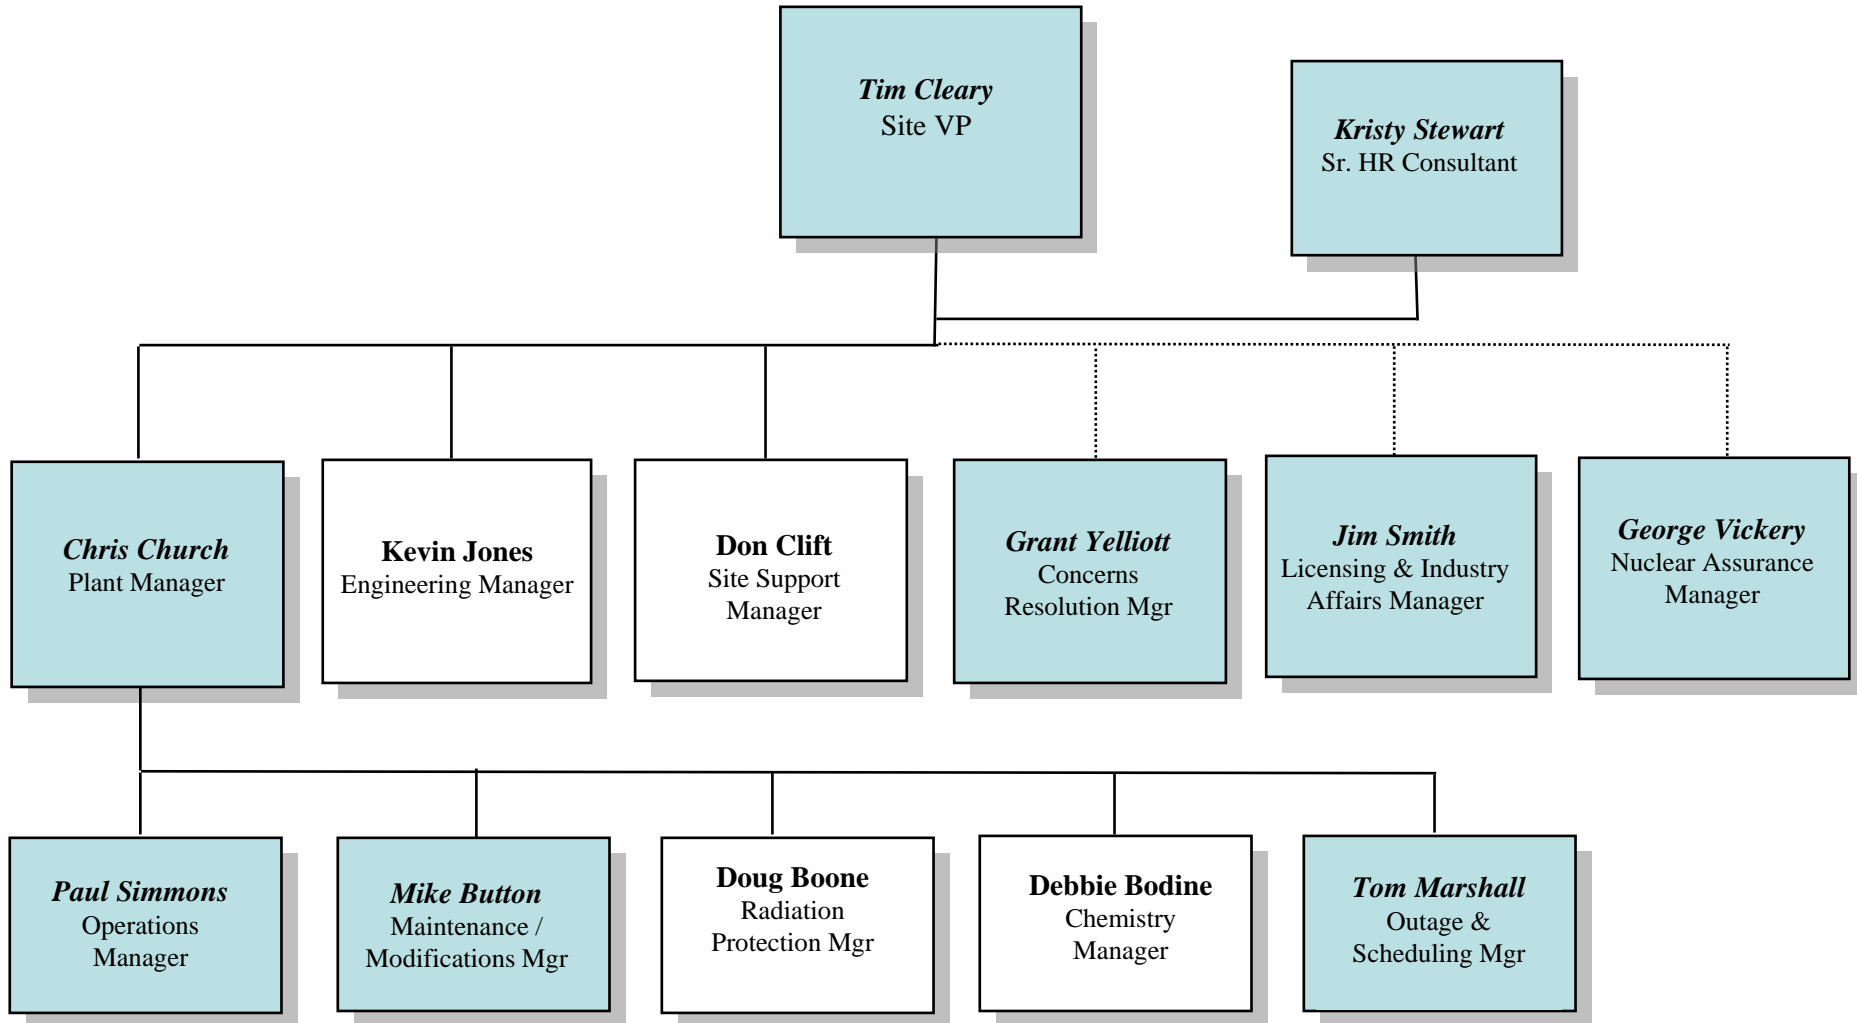 Tim Cleary
Site VP
Kristy Stewart
Sr. HR Consultant
Chris Church
Plant Manager
Kevin Jones
Engineering Manager
Don Clift
Site Support
Manager
Grant Yelliott
Concerns
Resolution Mgr
Jim Smith
Licensing & Industry
Affairs Manager
George Vickery
Nuclear Assurance
Manager
Paul Simmons
Operations
Manager
Mike Button
Maintenance /
Modifications Mgr
Doug Boone
Radiation
Protection Mgr
Debbie Bodine
Chemistry
Manager
Tom Marshall
Outage &
Scheduling Mgr